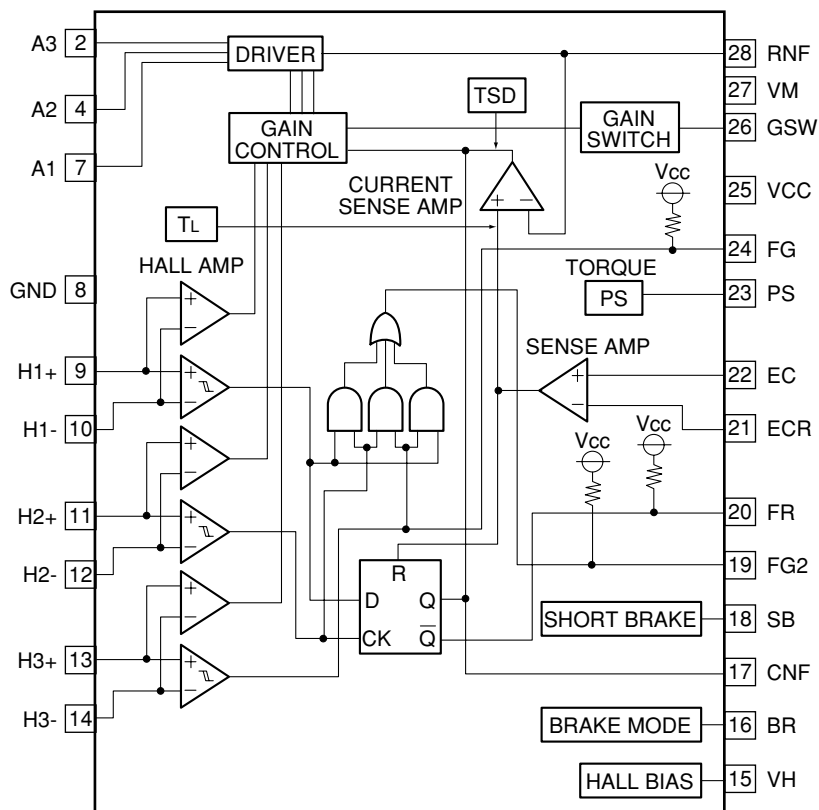 A3 2
A2 4
A1 7
GND 8
H1+ 9
H1- 10
H2+ 11
H2- 12
H3+ 13
H3- 14
DRIVER
TSD
GAIN
CONTROL
GAIN
SWITCH
CURRENT
SENSE AMP
+ −
VCC
TL
HALL AMP
TORQUE
PS
SENSE AMP
+
−
+
−
+
−
VCC
VCC
+
−
+
−
R
D Q
CK Q̅
+
−
+
−
SHORT BRAKE
BRAKE MODE
HALL BIAS
28 RNF
27 VM
26 GSW
25 VCC
24 FG
23 PS
22 EC
21 ECR
20 FR
19 FG2
18 SB
17 CNF
16 BR
15 VH